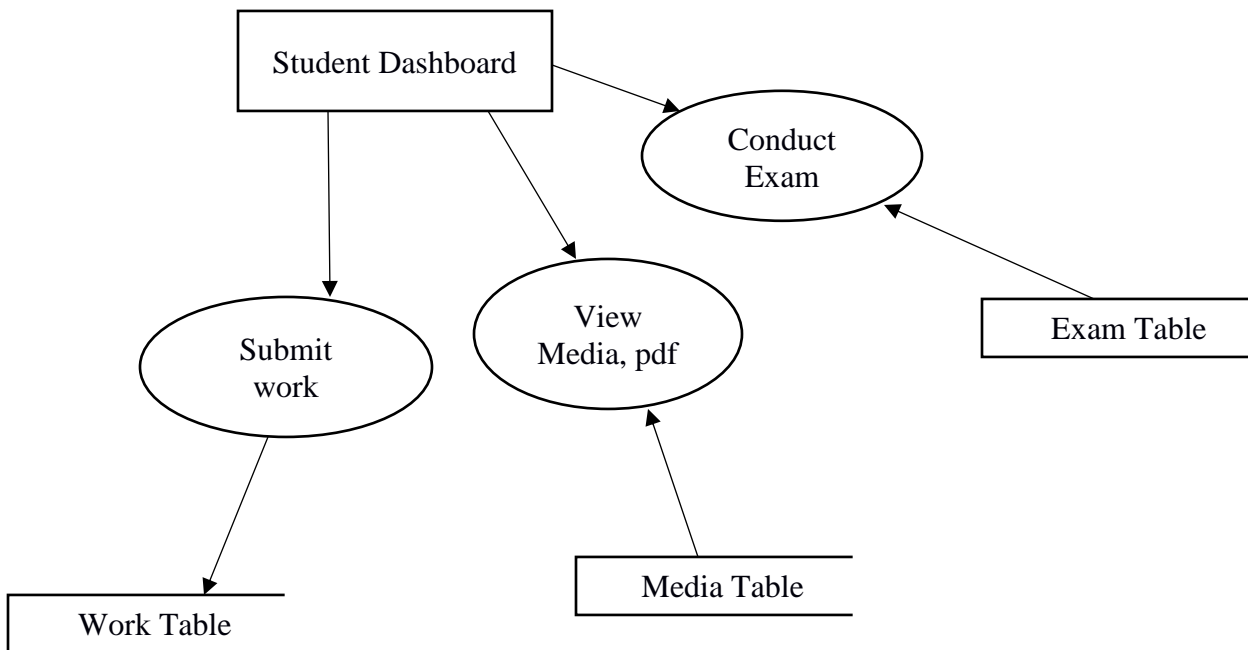 Student Dashboard
Conduct
Exam
View
Media, pdf
Exam Table
Submit
work
Media Table
Work Table